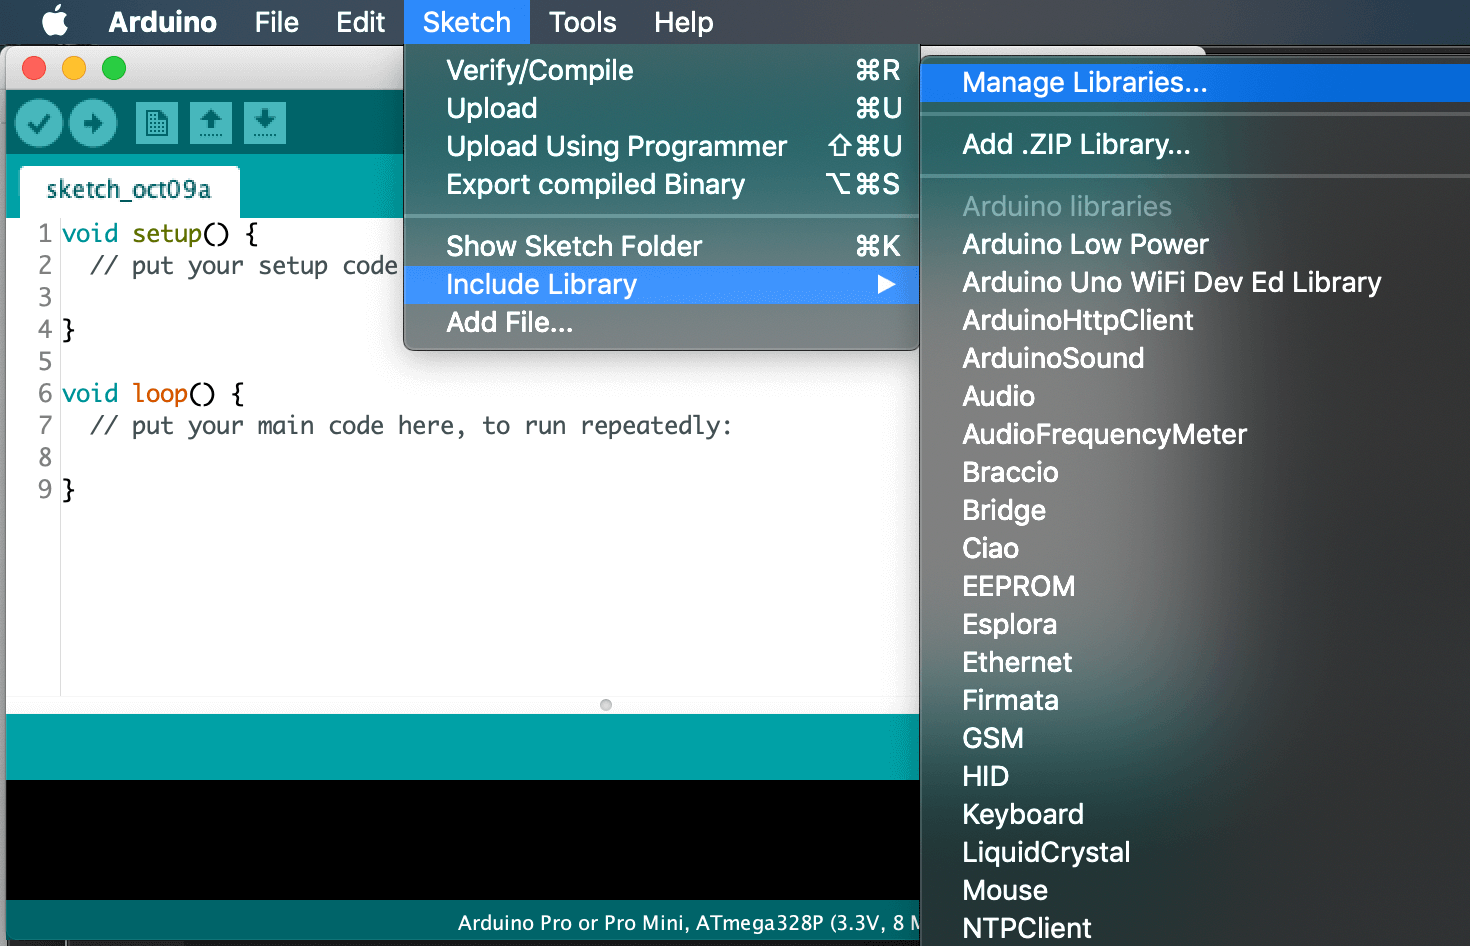 Arduino File Edit Sketch Tools Help
Verify/Compile ⌘R
Upload ⌘U
Upload Using Programmer ⇧⌘U
Export compiled Binary ⌥⌘S
Show Sketch Folder ⌘K
Include Library ▶
Add File...
Manage Libraries...
Add .ZIP Library...
Arduino libraries
Arduino Low Power
Arduino Uno WiFi Dev Ed Library
ArduinoHttpClient
ArduinoSound
Audio
AudioFrequencyMeter
Braccio
Bridge
Ciao
EEPROM
Esplora
Ethernet
Firmata
GSM
HID
Keyboard
LiquidCrystal
Mouse
NTPClient
sketch_oct09a
1 void setup() {
2 // put your setup code
3
4 }
5
6 void loop() {
7 // put your main code here, to run repeatedly:
8
9 }
Arduino Pro or Pro Mini, ATmega328P (3.3V, 8